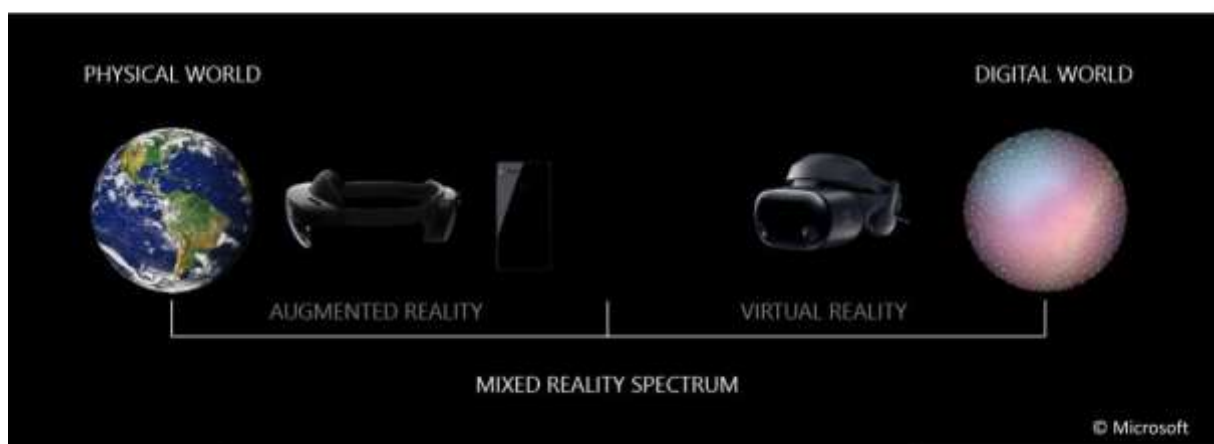 PHYSICAL WORLD
DIGITAL WORLD
AUGMENTED REALITY
VIRTUAL REALITY
MIXED REALITY SPECTRUM
© Microsoft